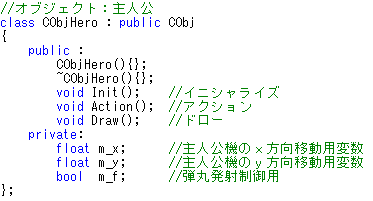 //オブジェクト：主人公
class CObjHero : public CObj
{
    public :
        CObjHero(){};
        ~CObjHero(){};
        void Init();    //イニシャライズ
        void Action();  //アクション
        void Draw();    //ドロー
    private:
        float m_x;      //主人公機のｘ方向移動用変数
        float m_y;      //主人公機のｙ方向移動用変数
        bool  m_f;      //弾丸発射制御用
};